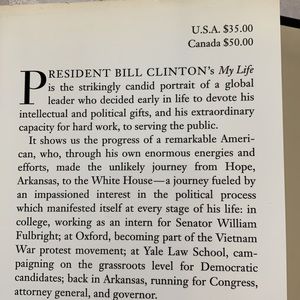 U.S.A. $35.00
Canada $50.00
PRESIDENT BILL CLINTON's My Life
is the strikingly candid portrait of a global
leader who decided early in life to devote his
intellectual and political gifts, and his extraordinary
capacity for hard work, to serving the public.
It shows us the progress of a remarkable Ameri-
can, who, through his own enormous energies and
efforts, made the unlikely journey from Hope,
Arkansas, to the White House—a journey fueled by
an impassioned interest in the political process
which manifested itself at every stage of his life: in
college, working as an intern for Senator William
Fulbright; at Oxford, becoming part of the Vietnam
War protest movement; at Yale Law School, cam-
paigning on the grassroots level for Democratic
candidates; back in Arkansas, running for Congress,
attorney general, and governor.